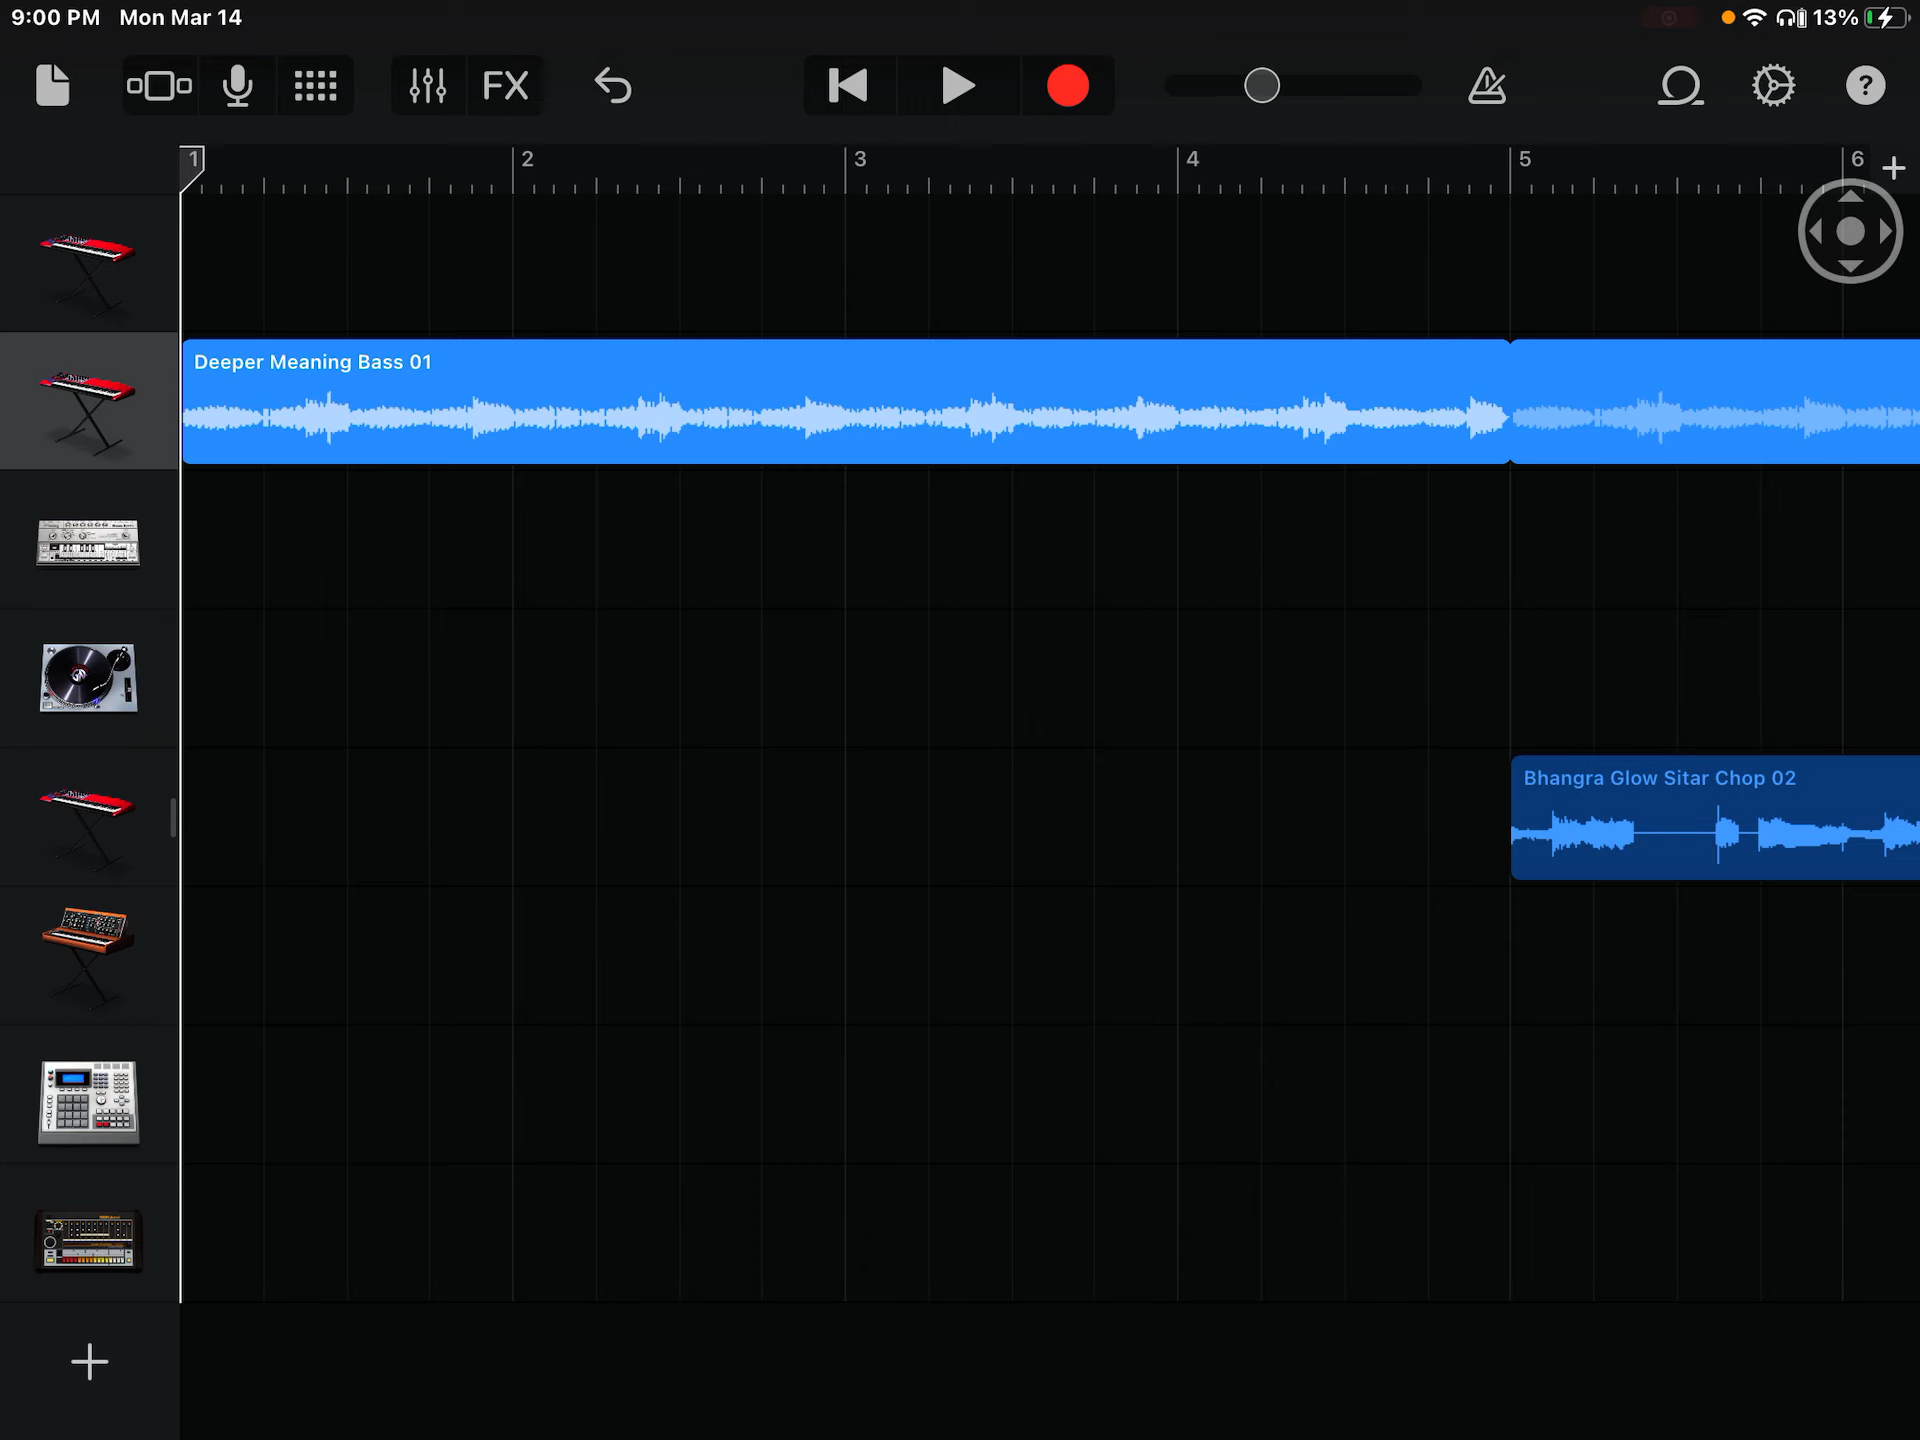 9:00 PM Mon Mar 14
13%
FX
?
1 2 3 4 5 6
Deeper Meaning Bass 01
Bhangra Glow Sitar Chop 02